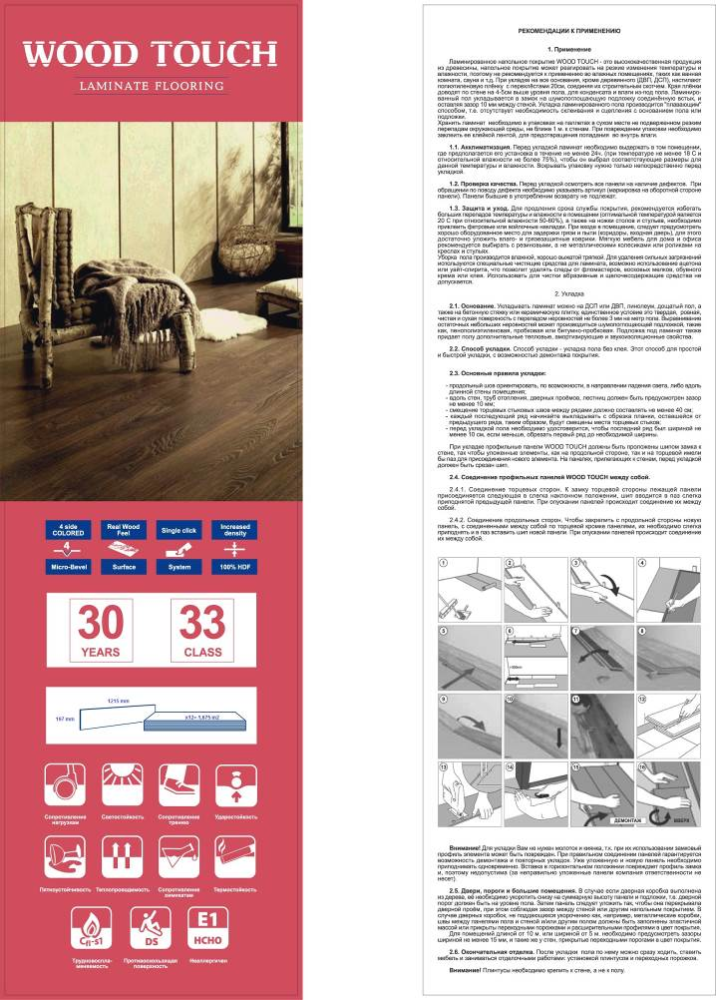 WOOD TOUCH
LAMINATE FLOORING
4 side
COLORED
4
Micro-Bevel
Real Wood
Feel
Surface
Single click
System
Increased
density
100% HDF
30
YEARS
33
CLASS
1215 mm
197 mm
x12= 1,875 m2
Сопротивление
нагрузкам
Светостойкость
Сопротивление
трению
Ударостойкость
Пятноустойчивость
Теплопроводимость
Сопротивление
химикатам
Термостойкость
Cfl-s1
Трудновоспла-
меняемость
DS
Противоскользящая
поверхность
E1
HCHO
Неаллергичен
РЕКОМЕНДАЦИИ К ПРИМЕНЕНИЮ
1. Применение
Ламинированное напольное покрытие WOOD TOUCH - это высококачественная продукция
из древесины, напольное покрытие может реагировать на резкие изменения температуры и
влажности, поэтому не рекомендуется к применению во влажных помещениях, таких как ванная
комната, сауна и т.д. При укладке на все основания, кроме деревянного (ДВП, ДСП), настилают
полиэтиленовую плёнку с перехлёстами 20см, соединяя их строительным скотчем. Края плёнки
доводят по стене на 4-5см выше уровня пола, для конденсата и влаги из-под пола. Ламиниро-
ванный пол укладывается в замок на шумопоглощающую подложку соединённую встык, и
оставляя зазор 10 мм между стеной. Укладка ламинированного пола производится "плавающим"
способом, т.е. отсутствует необходимость склеивания и сцепления с основанием пола или
подложки.
Хранить ламинат необходимо в упаковках на паллетах в сухом месте не подверженном резким
перепадам окружающей среды, не ближе 1 м. к стенам. При повреждении упаковки необходимо
заклеить ее клейкой лентой, для предотвращения попадания во внутрь влаги.
1.1. Акклиматизация. Перед укладкой ламинат необходимо выдержать в том помещении,
где предполагается его установка в течение не менее 24ч. (при температуре не менее 18 С и
относительной влажности не более 75%), чтобы он выбрал соответствующие размеры для
данной температуры и влажности. Вскрывать упаковку нужно только непосредственно перед
укладкой.
1.2. Проверка качества. Перед укладкой осмотреть все панели на наличие дефектов. При
обращении по поводу дефекта необходимо указывать артикул (маркировка на оборотной стороне
панели). Панели бывшие в употреблении возврату не подлежат.
1.3. Защита и уход. Для продления срока службы покрытия, рекомендуется избегать
больших перепадов температуры и влажности в помещении (оптимальной температурой является
20 С при относительной влажности 50-60%), а также на ножки столов и стульев, необходимо
приклеить фетровые или войлочные накладки. При входе в помещение, следует предусмотреть
хорошо оборудованное место для задержки грязи и пыли (коридоры, входная дверь), для этого
достаточно уложить влаго- и грязезащитные коврики. Мягкую мебель для дома и офиса
рекомендуется выбирать с резиновыми, а не металлическими колесиками или роликами на
креслах и стульях.
Уборка пола производится влажной, хорошо выжатой тряпкой. Для удаления сильных загрязнений
используются специальные чистящие средства для ламината, возможно использование ацетона
или уайт-спирита, что позволит удалять следы от фломастеров, восковых мелков, обувного
крема или клея. Использовать для чистки абразивные и щелочесодержащие средства не
допускается.
2. Укладка
2.1. Основание. Укладывать ламинат можно на ДСП или ДВП, линолеум, дощатый пол, а
также на бетонную стяжку или керамическую плитку, единственное условие это твердая, ровная,
чистая и сухая поверхность с перепадом неровностей не более 3 мм на метр пола. Выравнивание
остаточных небольших неровностей может производиться шумопоглощающей подложкой, такие
как, пенополиэтиленовая, пробковая или битумно-пробковая. Подложка под ламинат также
придает полу дополнительные тепловые, амортизирующие и звукоизоляционные свойства.
2.2. Способ укладки. Способ укладки - укладка пола без клея. Этот способ для простой
и быстрой укладки, с возможностью демонтажа покрытия.
2.3. Основные правила укладки:
- продольный шов ориентировать, по возможности, в направлении падения света, либо вдоль
длинной стены помещения;
- вдоль стен, труб отопления, дверных проёмов, лестниц должен быть предусмотрен зазор
не менее 10 мм;
- смещение торцевых стыковых швов между рядами должно составлять не менее 40 см;
- каждый последующий ряд начинайте выкладывать с обрезка планки, оставшейся от
предыдущего ряда, таким образом, будут смещены места торцевых стыков;
- перед укладкой пола необходимо удостоверится, чтобы последний ряд был шириной не
менее 10 см, если меньше, обрезать первый ряд до необходимой ширины.
При укладке профильные панели WOOD TOUCH должны быть проложены шипом замка к
стене, так чтобы уложенные элементы, как на продольной стороне, так и на торцевой имели
бы паз для присоединения нового элемента. На панелях, прилегающих к стенам, перед укладкой
должен быть срезан шип.
2.4. Соединение профильных панелей WOOD TOUCH между собой.
2.4.1. Соединение торцевых сторон. К замку торцевой стороны лежащей панели
присоединяется следующая в слегка наклонном положении, шип вводится в паз слегка
приподнятой предыдущей панели. При опускании панелей происходит соединение их между
собой.
2.4.2. Соединение продольных сторон. Чтобы закрепить с продольной стороны новую
панель, с соединенными между собой по торцевой кромке панелями, их необходимо слегка
приподнять и в паз вставить шип новой панели. При опускании панелей происходит соединение
их между собой.
1
2
3
4
5
6
7
8
9
10
11
12
13
14
15
16
ДЕМОНТАЖ
ВВЕРХ
Внимание! Для укладки Вам не нужен молоток и киянка, т.к. при их использовании замковый
профиль элемента может быть поврежден. При правильном соединении панелей гарантируется
возможность демонтажа и повторных укладок. Уже уложенную и новую панель необходимо
приподнимать одновременно. Вставка в горизонтальном положении повреждает профиль замка
и, поэтому недопустима (за неправильно уложенные панели компания ответственности не
несет).
2.5. Двери, пороги и большие помещения. В случае если дверная коробка выполнена
из дерева, её необходимо укоротить снизу на суммарную высоту панели и подложки, т.е. дверной
порог должен быть на уровне пола. Затем панель следует уложить так, чтобы она перекрывала
дверной проём, при этом соблюдая зазор между стеной или другим напольным покрытием. В
случае дверных коробок, не поддающихся укорочению как, например, металлические коробки,
швы между панелями пола и стеной и/или другим полом должны быть заполнены эластичной
массой или прикрыты переходными порожками и расширительными профилями в цвет покрытия.
Для помещений длиной от 10 м. или шириной от 5 м. необходимо предусмотреть зазоры
шириной не менее 15 мм, и такие же у стен, прикрытые переходными порогами в цвет покрытия.
2.6. Окончательная отделка. После укладки пола по нему можно сразу ходить, ставить
мебель и заниматься отделочными работами: установкой плинтусов и переходных порожков.
Внимание! Плинтусы необходимо крепить к стене, а не к полу.